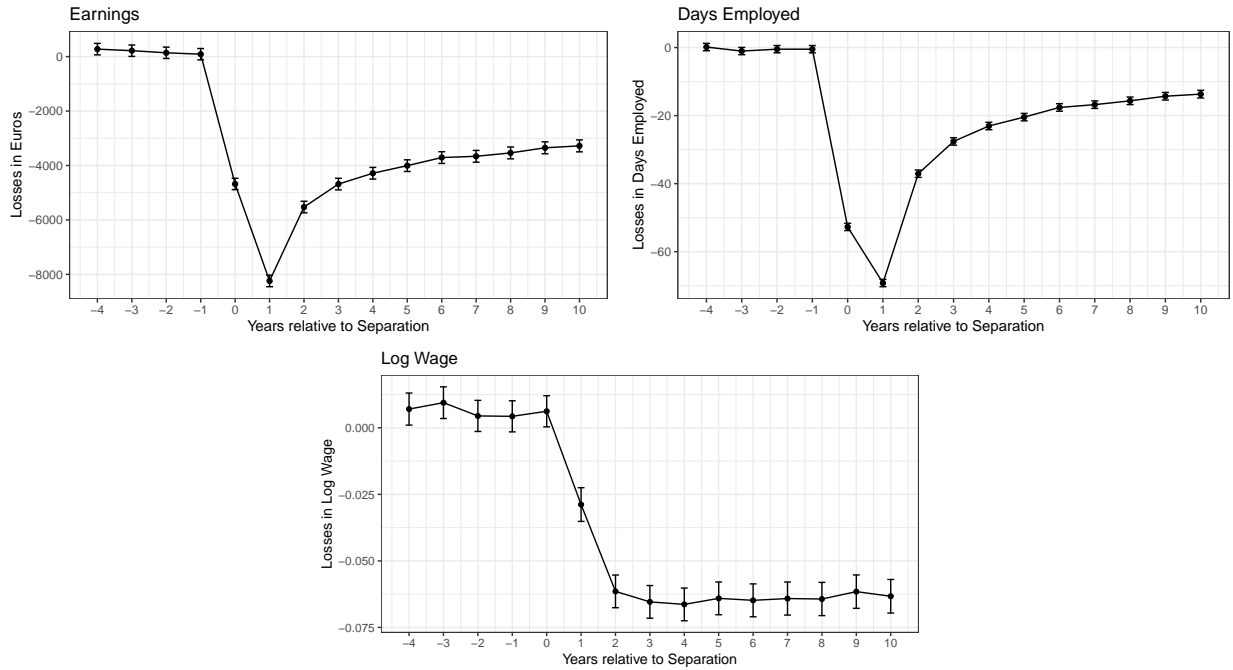 Earnings
Losses in Euros
0
−2000
−4000
−6000
−8000
−4 −3 −2 −1 0 1 2 3 4 5 6 7 8 9 10
Years relative to Separation
Days Employed
Losses in Days Employed
0
−20
−40
−60
−4 −3 −2 −1 0 1 2 3 4 5 6 7 8 9 10
Years relative to Separation
Log Wage
Losses in Log Wage
0.000
−0.025
−0.050
−0.075
−4 −3 −2 −1 0 1 2 3 4 5 6 7 8 9 10
Years relative to Separation